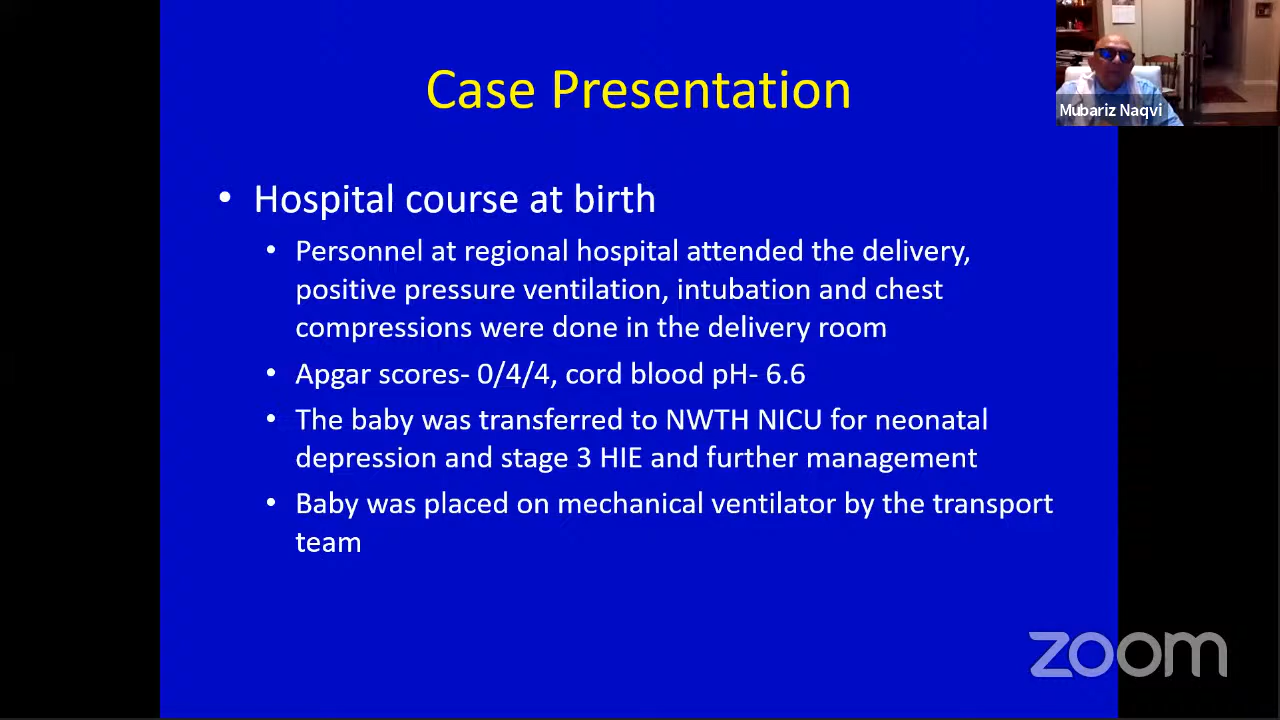 Case Presentation
Mubariz Naqvi
• Hospital course at birth
• Personnel at regional hospital attended the delivery,
positive pressure ventilation, intubation and chest
compressions were done in the delivery room
• Apgar scores- 0/4/4, cord blood pH- 6.6
• The baby was transferred to NWTH NICU for neonatal
depression and stage 3 HIE and further management
• Baby was placed on mechanical ventilator by the transport
team
zoom